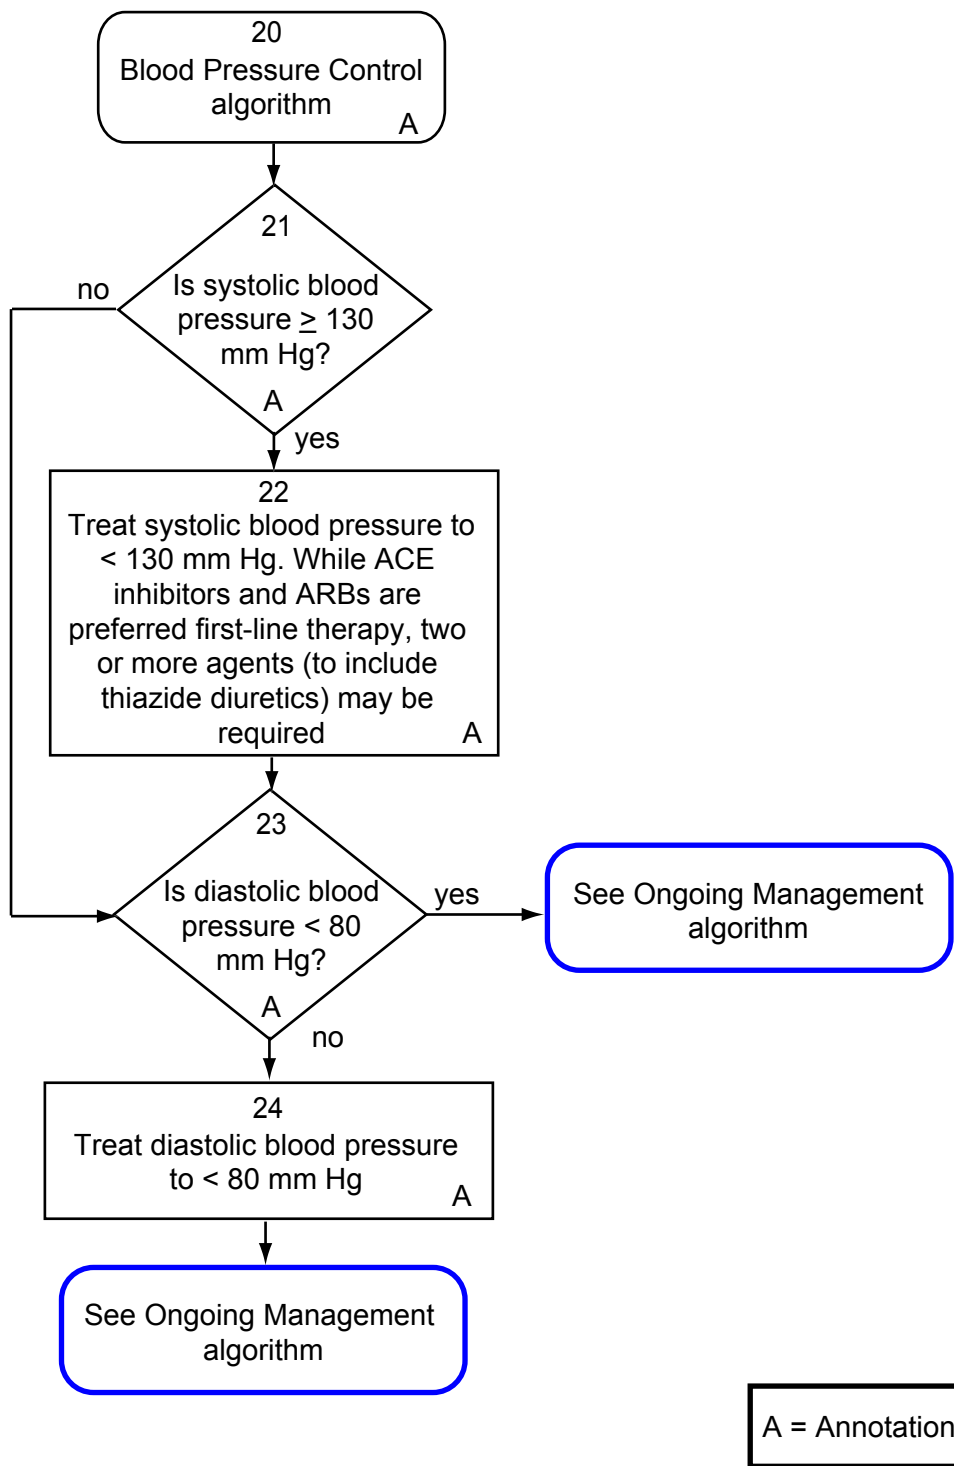 20
Blood Pressure Control
algorithm
A
21
Is systolic blood
pressure ≥ 130
mm Hg?
A
no
yes
22
Treat systolic blood pressure to
< 130 mm Hg. While ACE
inhibitors and ARBs are
preferred first-line therapy, two
or more agents (to include
thiazide diuretics) may be
required
A
23
Is diastolic blood
pressure < 80
mm Hg?
A
yes
See Ongoing Management
algorithm
no
24
Treat diastolic blood pressure
to < 80 mm Hg
A
See Ongoing Management
algorithm
A = Annotation